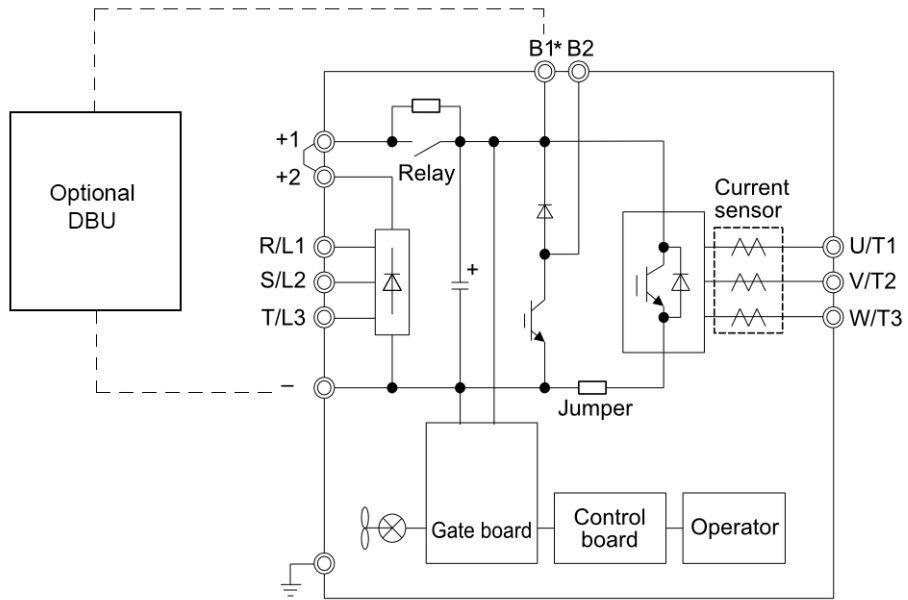 B1* B2
+1
Relay
+2
Optional
DBU
Current
sensor
R/L1
U/T1
S/L2
+
V/T2
T/L3
W/T3
–
Jumper
Gate board
Control
board
Operator